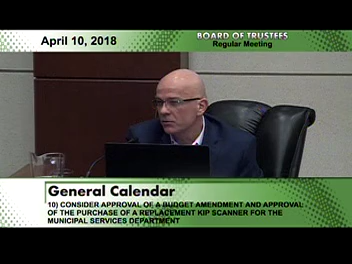 April 10, 2018
BOARD OF TRUSTEES
Regular Meeting
General Calendar
10) CONSIDER APPROVAL OF A BUDGET AMENDMENT AND APPROVAL
OF THE PURCHASE OF A REPLACEMENT KIP SCANNER FOR THE
MUNICIPAL SERVICES DEPARTMENT